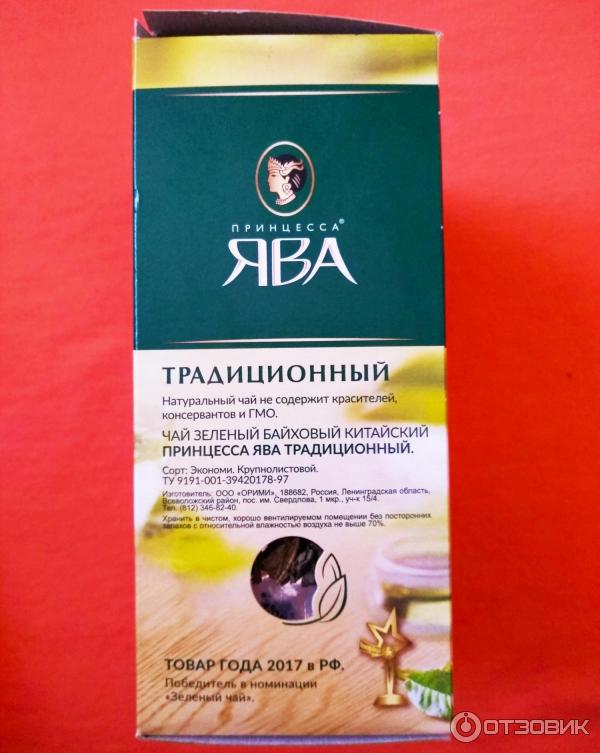 ПРИНЦЕССА®
ЯВА
ТРАДИЦИОННЫЙ
Натуральный чай не содержит красителей,
консервантов и ГМО.
ЧАЙ ЗЕЛЕНЫЙ БАЙХОВЫЙ КИТАЙСКИЙ
ПРИНЦЕССА ЯВА ТРАДИЦИОННЫЙ.
Сорт: Экономи. Крупнолистовой.
ТУ 9191-001-39420178-97
Изготовитель: ООО «ОРИМИ», 188682, Россия, Ленинградская область,
Всеволожский район, пос. им. Свердлова, 1 мкр., уч-к 15/4.
Тел. (812) 346-82-40.
Хранить в чистом, хорошо вентилируемом помещении без посторонних
запахов с относительной влажностью воздуха не выше 70%.
ТОВАР ГОДА 2017 в РФ.
Победитель в номинации
«Зеленый чай».
ОТЗОВИК